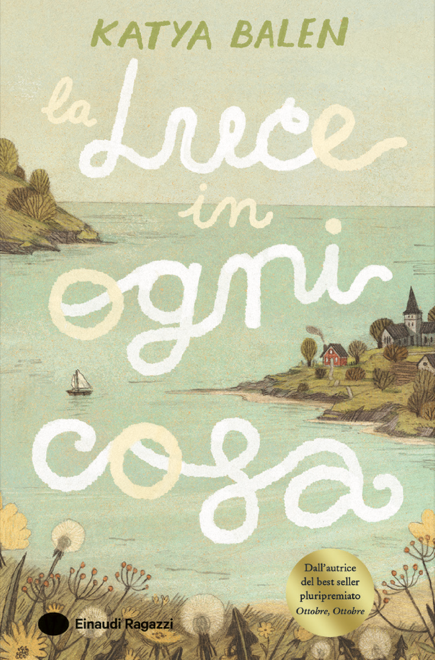 KATYA BALEN
la
Luce
in
ogni
cosa
Dall'autrice
del best seller
pluripremiato
Ottobre, Ottobre
Einaudi Ragazzi